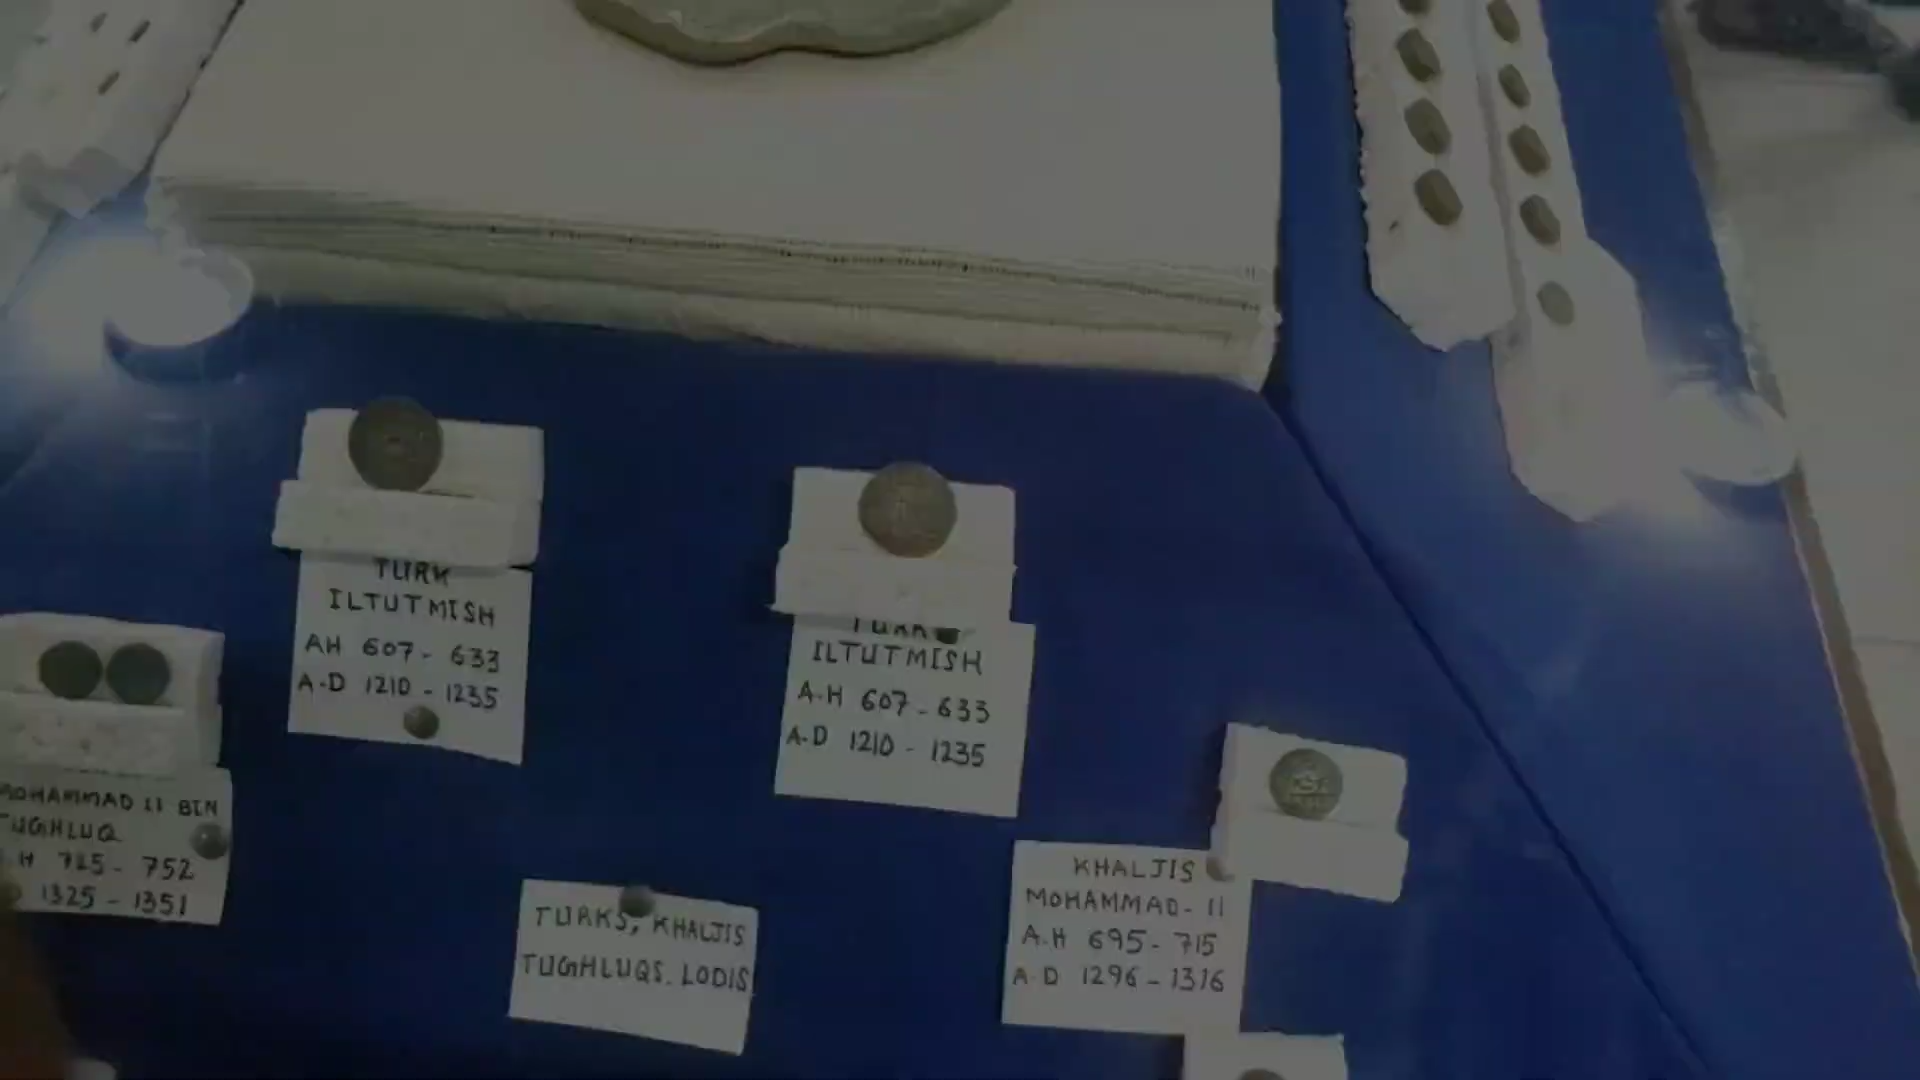 TURK
ILTUTMISH
AH 607 - 633
A-D 1210 - 1235
TURK
ILTUTMISH
A-H 607 - 633
A-D 1210 - 1235
MOHAMMAD II BIN
TUGHLUQ
H 725 - 752
1325 - 1351
TURKS, KHALJIS
TUGHLUQS. LODIS
KHALJIS
MOHAMMAD- II
A.H 695 - 715
A D 1296 - 1316